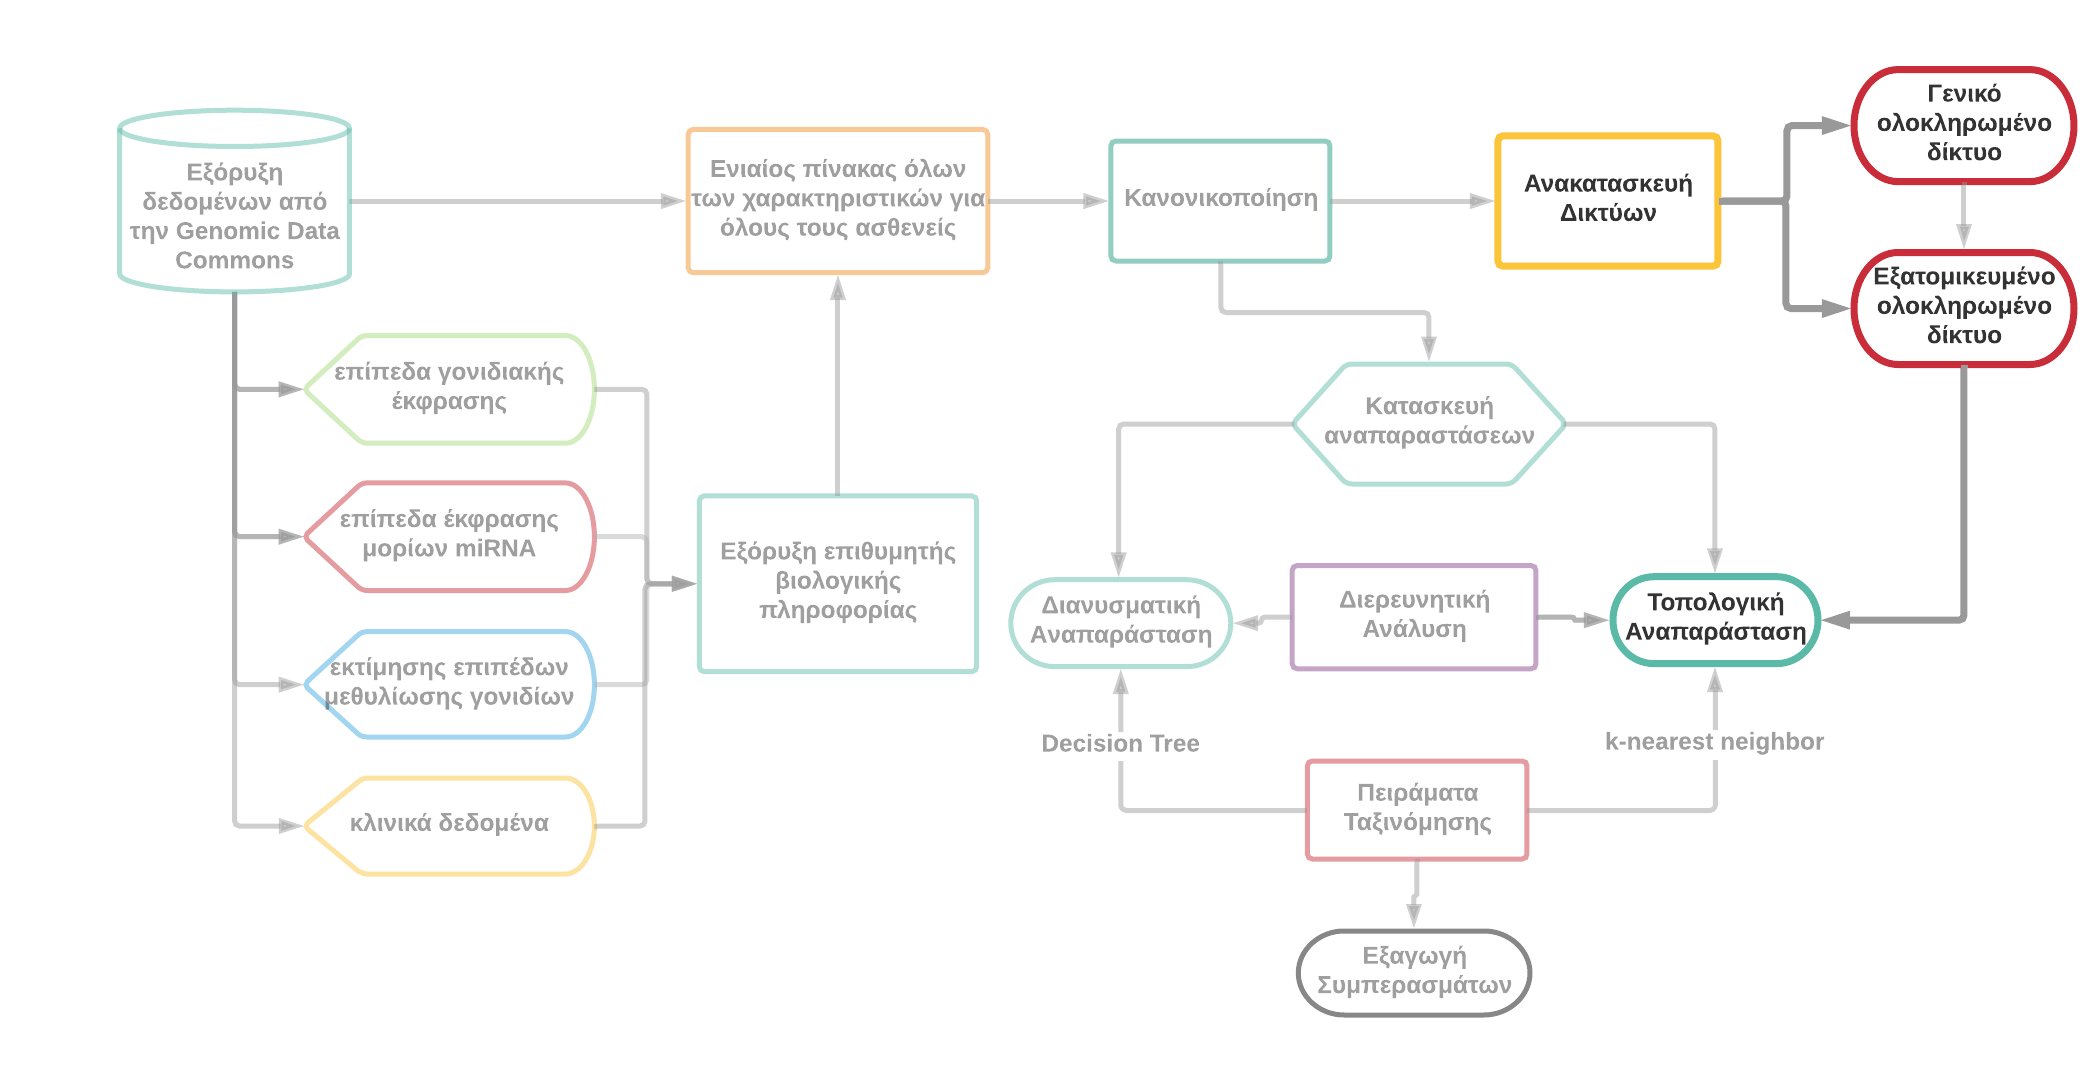 Εξόρυξη
δεδομένων από
την Genomic Data
Commons
Ενιαίος πίνακας όλων
των χαρακτηριστικών για
όλους τους ασθενείς
Κανονικοποίηση
Ανακατασκευή
Δικτύων
Γενικό
ολοκληρωμένο
δίκτυο
Εξατομικευμένο
ολοκληρωμένο
δίκτυο
επίπεδα γονιδιακής
έκφρασης
επίπεδα έκφρασης
μορίων miRNA
εκτίμησης επιπέδων
μεθυλίωσης γονιδίων
κλινικά δεδομένα
Εξόρυξη επιθυμητής
βιολογικής
πληροφορίας
Κατασκευή
αναπαραστάσεων
Διανυσματική
Αναπαράσταση
Διερευνητική
Ανάλυση
Τοπολογική
Αναπαράσταση
Decision Tree
k-nearest neighbor
Πειράματα
Ταξινόμησης
Εξαγωγή
Συμπερασμάτων